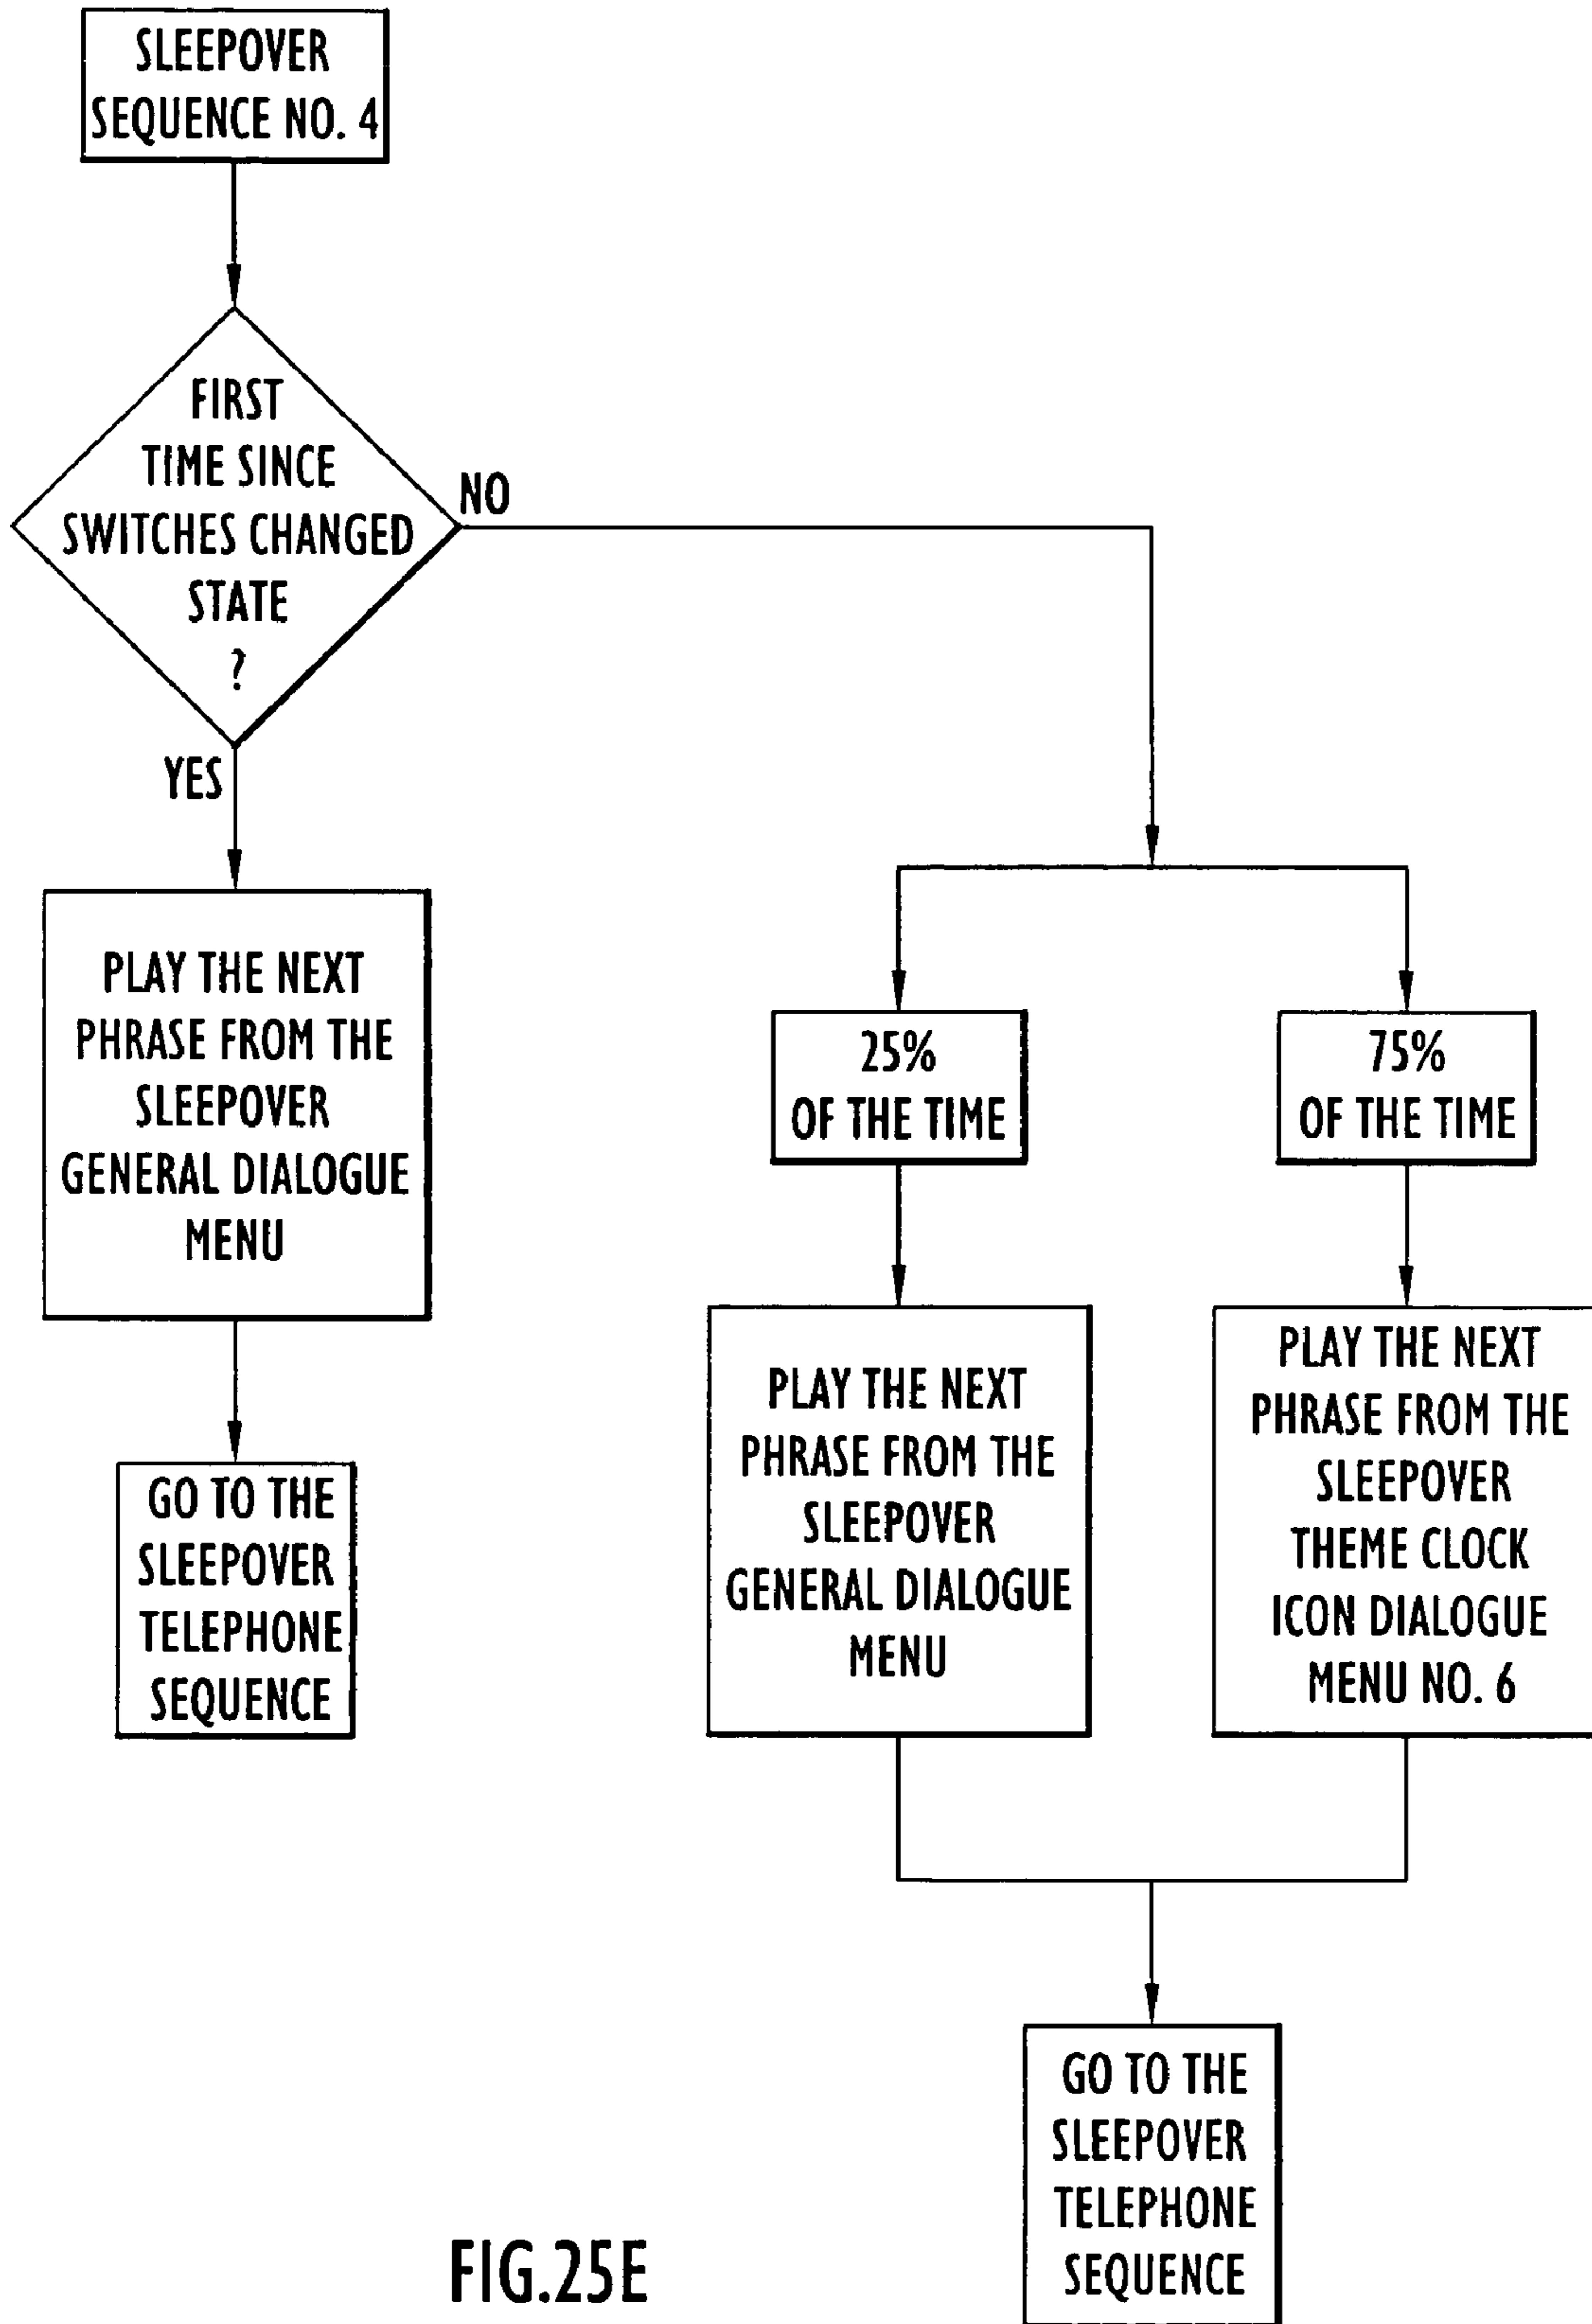 SLEEPOVER
SEQUENCE NO. 4
FIRST
TIME SINCE
SWITCHES CHANGED
STATE
?
NO
YES
PLAY THE NEXT
PHRASE FROM THE
SLEEPOVER
GENERAL DIALOGUE
MENU
GO TO THE
SLEEPOVER
TELEPHONE
SEQUENCE
25%
OF THE TIME
75%
OF THE TIME
PLAY THE NEXT
PHRASE FROM THE
SLEEPOVER
GENERAL DIALOGUE
MENU
PLAY THE NEXT
PHRASE FROM THE
SLEEPOVER
THEME CLOCK
ICON DIALOGUE
MENU NO. 6
GO TO THE
SLEEPOVER
TELEPHONE
SEQUENCE
FIG.25E